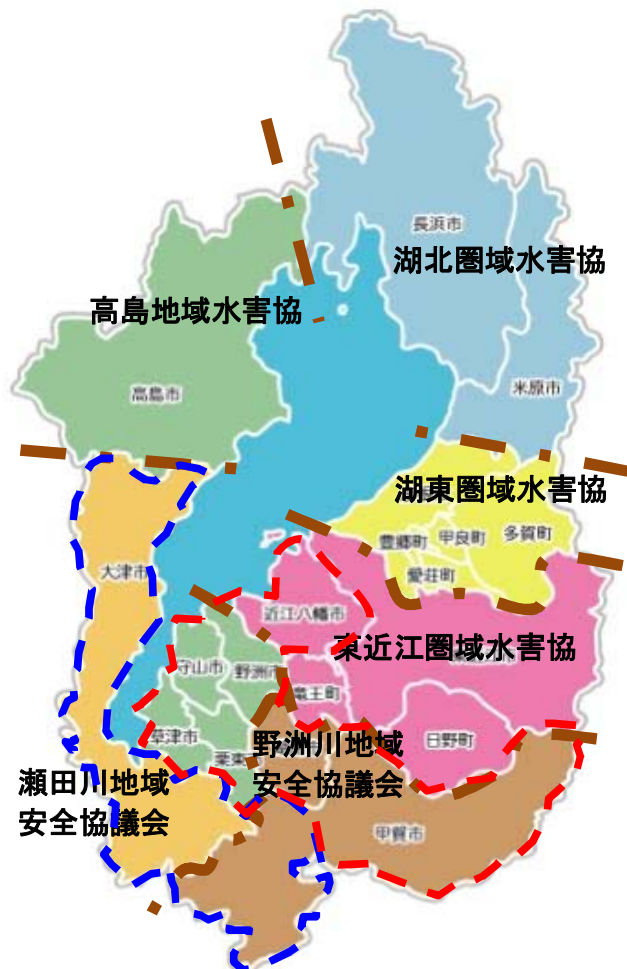 長浜市
湖北圏域水害協
高島地域水害協
高島市
米原市
湖東圏域水害協
豊郷町
甲良町
多賀町
愛荘町
大津市
近江八幡市
東近江圏域水害協
守山市
野洲市
竜王町
草津市
栗東
日野町
野洲川地域
安全協議会
瀬田川地域
安全協議会
甲賀市